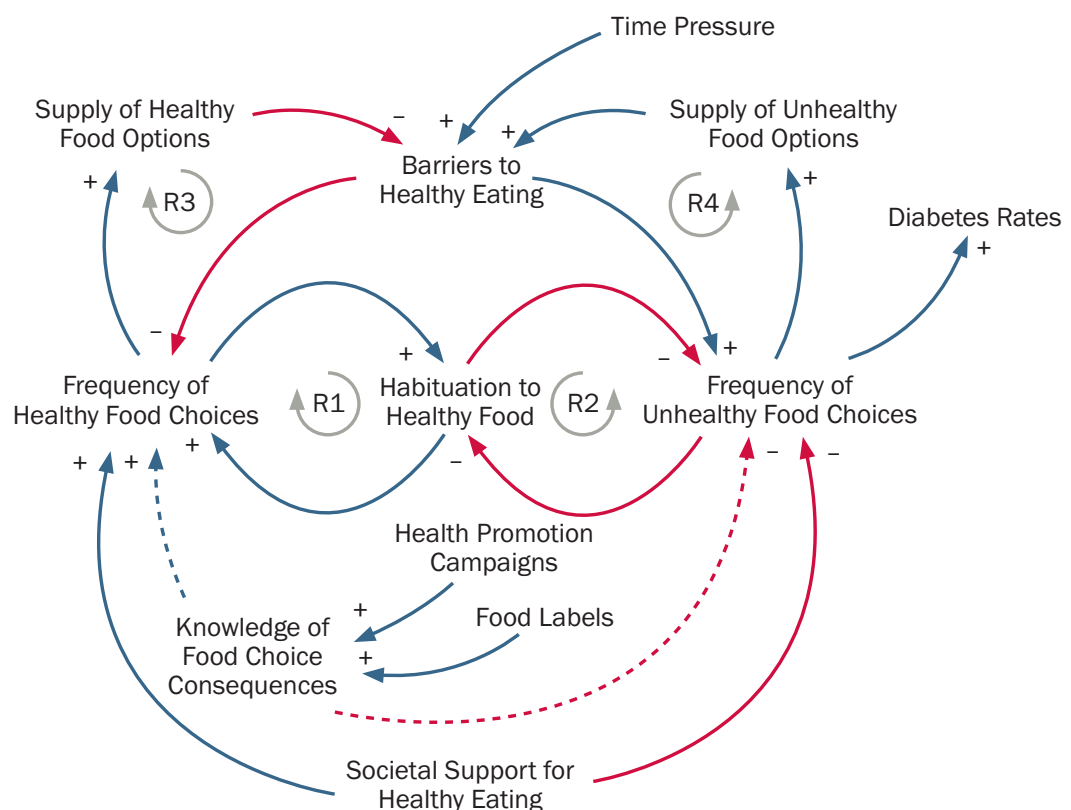 Time Pressure
Supply of Healthy
Food Options
–
+
+
Supply of Unhealthy
Food Options
Barriers to
Healthy Eating
+
R3
R4
+
Diabetes Rates
+
–
+
–
+
Frequency of
Healthy Food Choices
R1
Habituation to
Healthy Food
R2
Frequency of
Unhealthy Food Choices
+
+
+
–
–
–
Health Promotion
Campaigns
+
Food Labels
+
Knowledge of
Food Choice
Consequences
Societal Support for
Healthy Eating